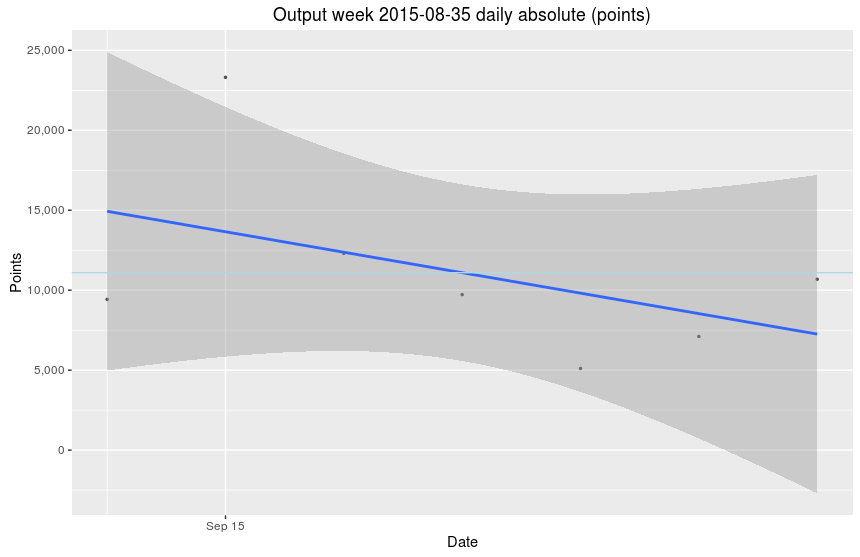 Output week 2015-08-35 daily absolute (points)
25,000
20,000
15,000
10,000
5,000
0
Points
Sep 15
Date